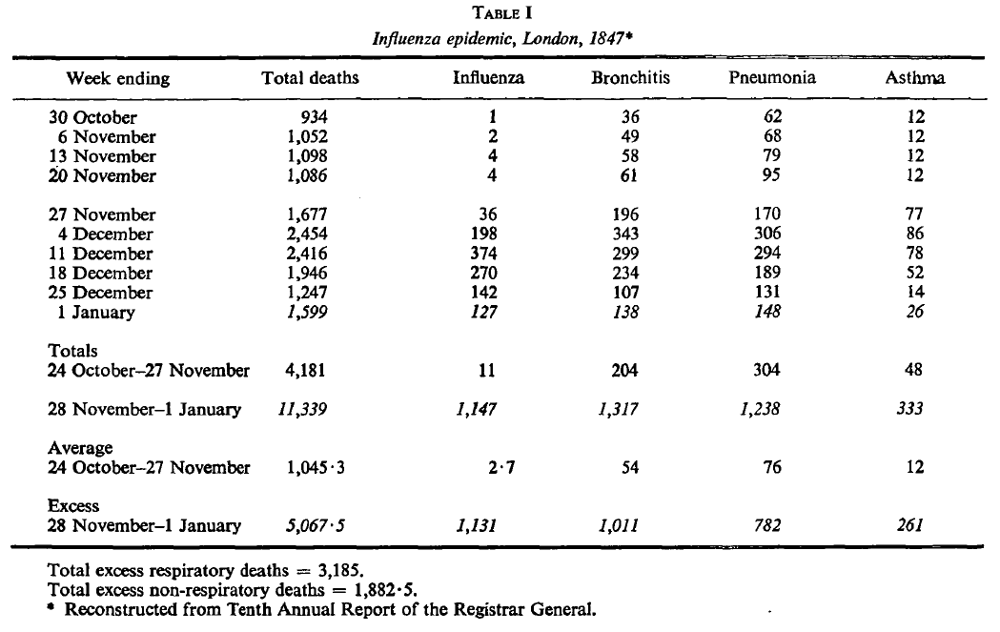 TABLE I
Influenza epidemic, London, 1847*
Week ending Total deaths Influenza Bronchitis Pneumonia Asthma
30 October 934 1 36 62 12
6 November 1,052 2 49 68 12
13 November 1,098 4 58 79 12
20 November 1,086 4 61 95 12
27 November 1,677 36 196 170 77
4 December 2,454 198 343 306 86
11 December 2,416 374 299 294 78
18 December 1,946 270 234 189 52
25 December 1,247 142 107 131 14
1 January 1,599 127 138 148 26
Totals
24 October–27 November 4,181 11 204 304 48
28 November–1 January 11,339 1,147 1,317 1,238 333
Average
24 October–27 November 1,045·3 2·7 54 76 12
Excess
28 November–1 January 5,067·5 1,131 1,011 782 261
Total excess respiratory deaths = 3,185.
Total excess non-respiratory deaths = 1,882·5.
* Reconstructed from Tenth Annual Report of the Registrar General.